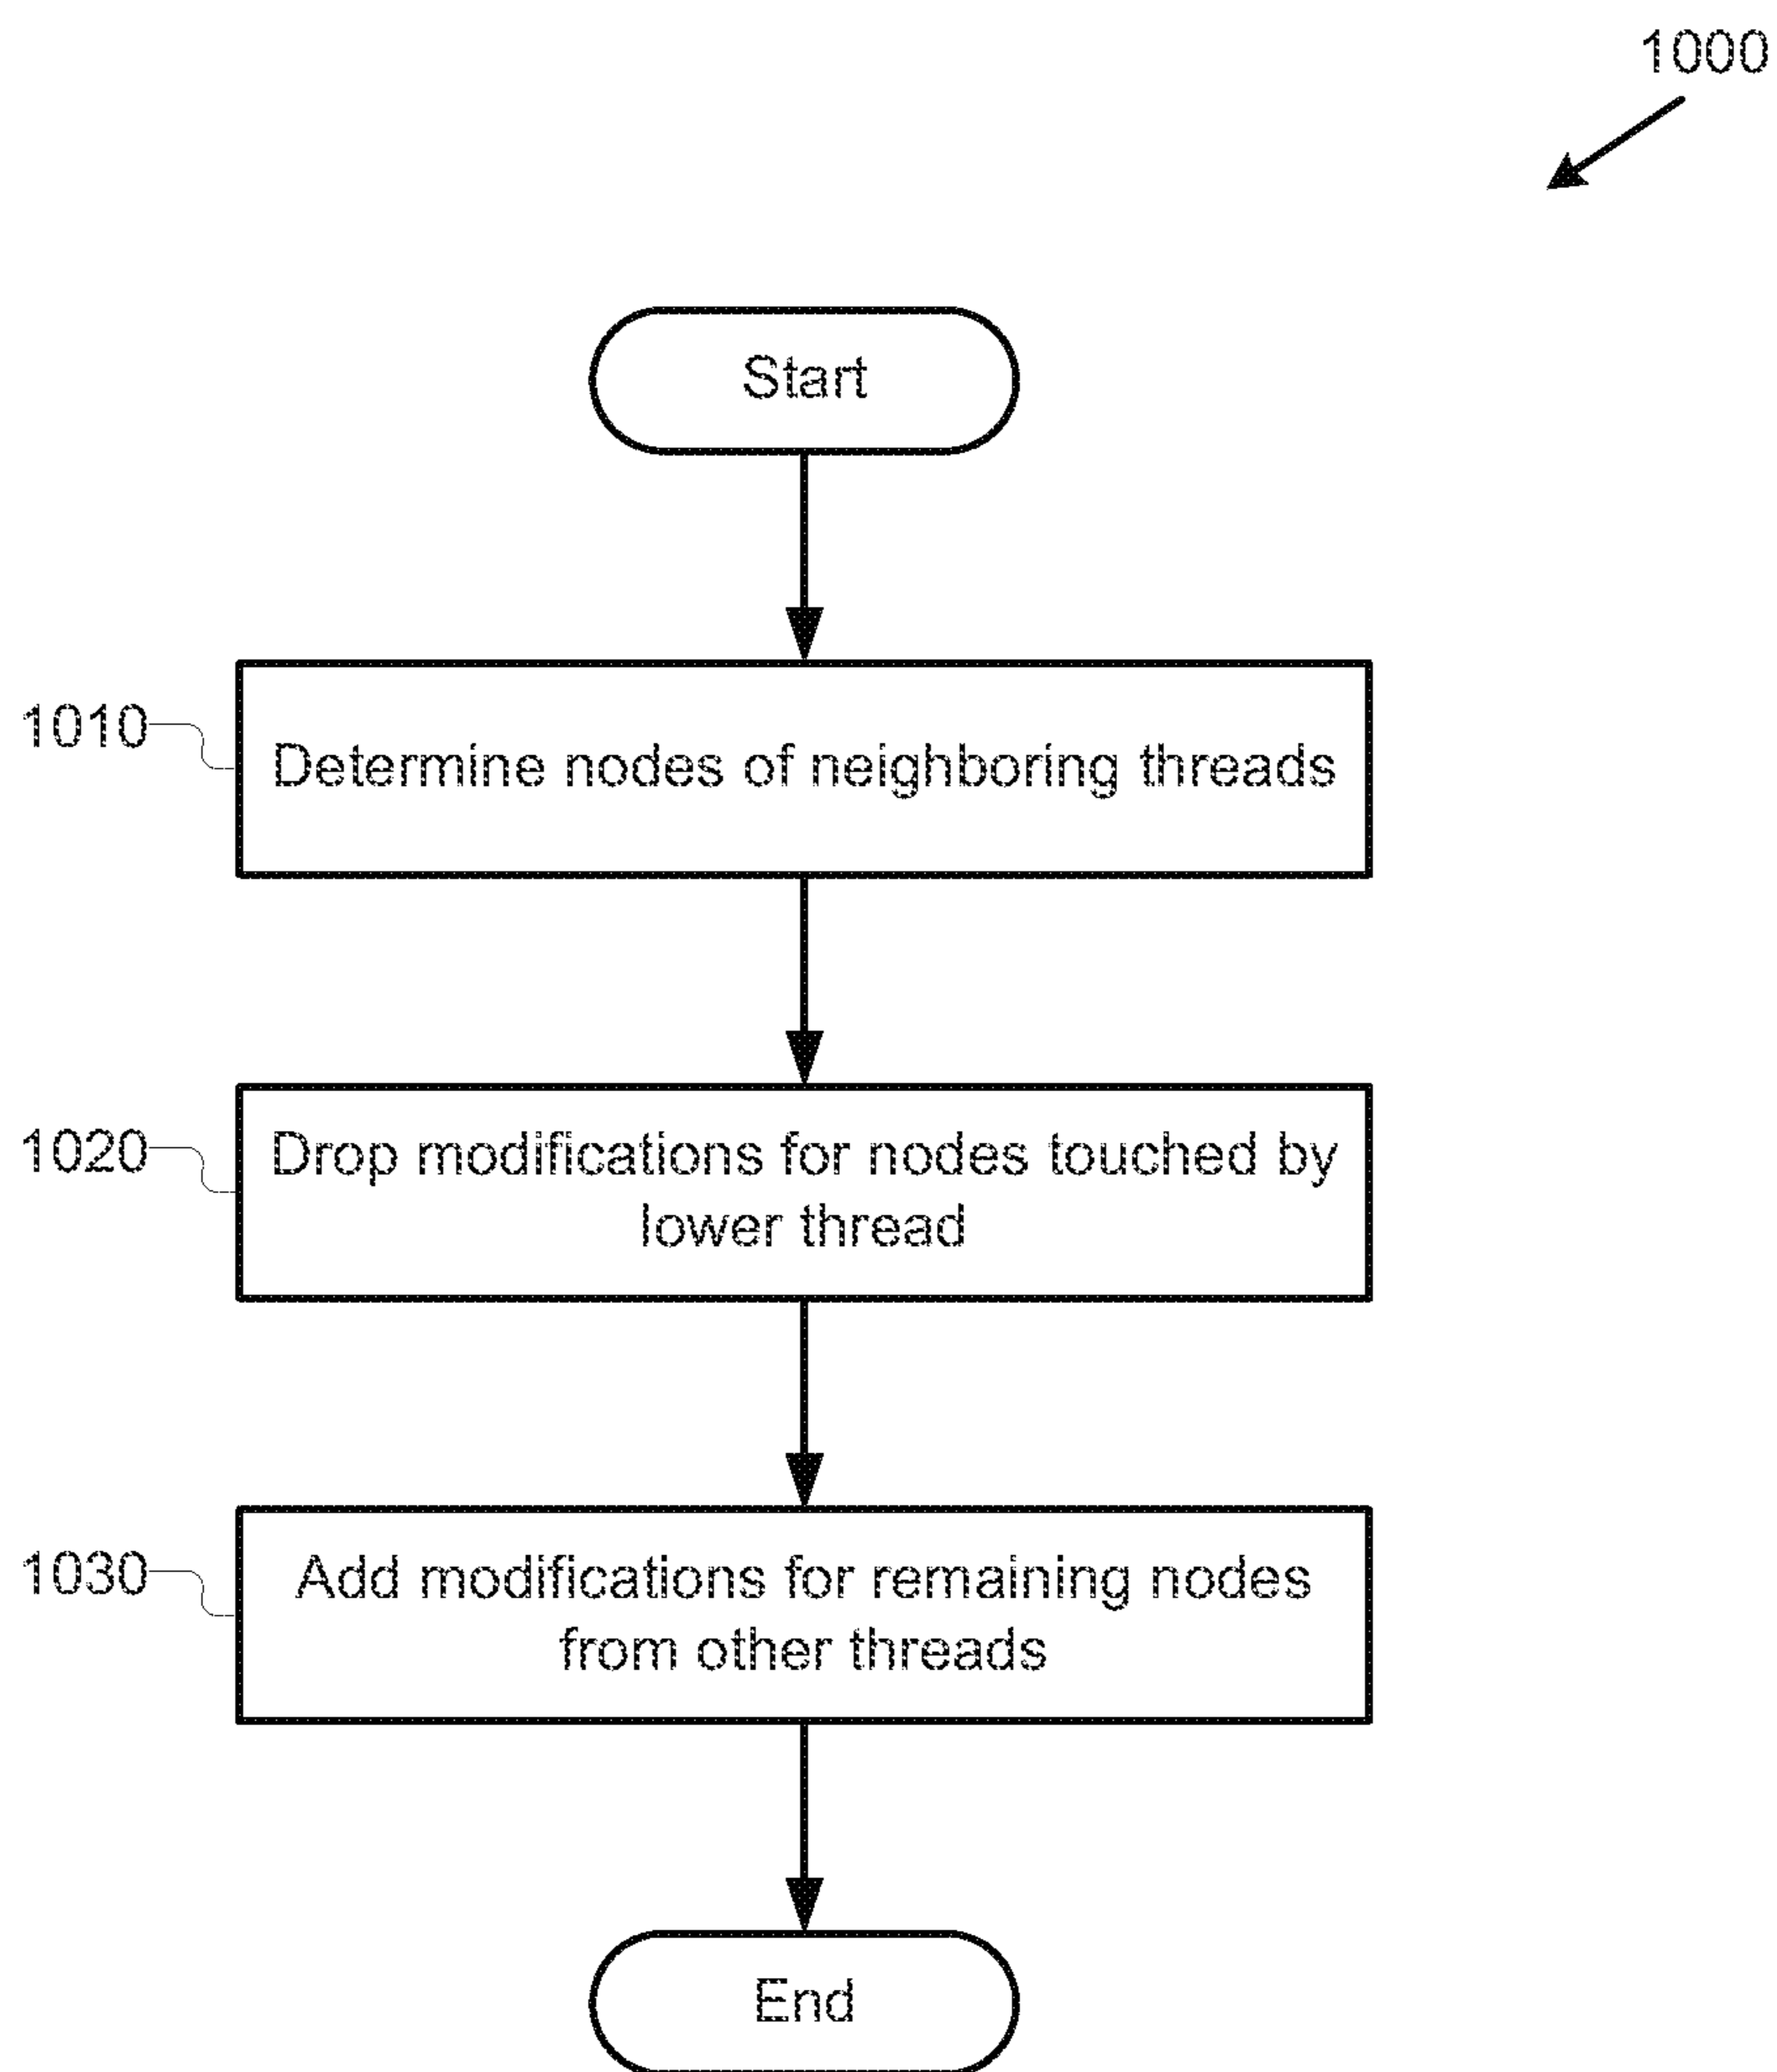 1000
Start
1010
Determine nodes of neighboring threads
1020
Drop modifications for nodes touched by
lower thread
1030
Add modifications for remaining nodes
from other threads
End